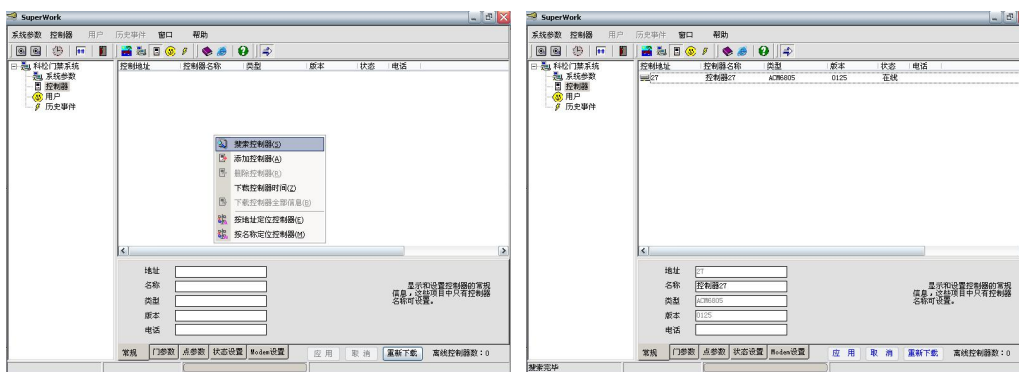 SuperWork
系统参数 控制器 用户 历史事件 窗口 帮助
科松门禁系统
系统参数
控制器
用户
历史事件
控制地址 控制器名称 类型 版本 状态 电话
搜索控制器(S)
添加控制器(A)
删除控制器(R)
下载控制器时间(Z)
下载控制器全部信息(B)
按地址定位控制器(E)
按名称定位控制器(M)
地址
名称
类型
版本
电话
显示和设置控制器的常规
信息，这些项目中只有控制器
名称可设置。
常规 门参数 点参数 状态设置 Modem设置 应用 取消 重新下载 离线控制器数：0
SuperWork
系统参数 控制器 用户 历史事件 窗口 帮助
科松门禁系统
系统参数
控制器
用户
历史事件
控制地址 控制器名称 类型 版本 状态 电话
27 控制器27 ACM6805 0125 在线
地址 27
名称 控制器27
类型 ACM6805
版本 0125
电话
显示和设置控制器的常规
信息，这些项目中只有控制器
名称可设置。
常规 门参数 点参数 状态设置 Modem设置 应用 取消 重新下载 离线控制器数：0
搜索完毕